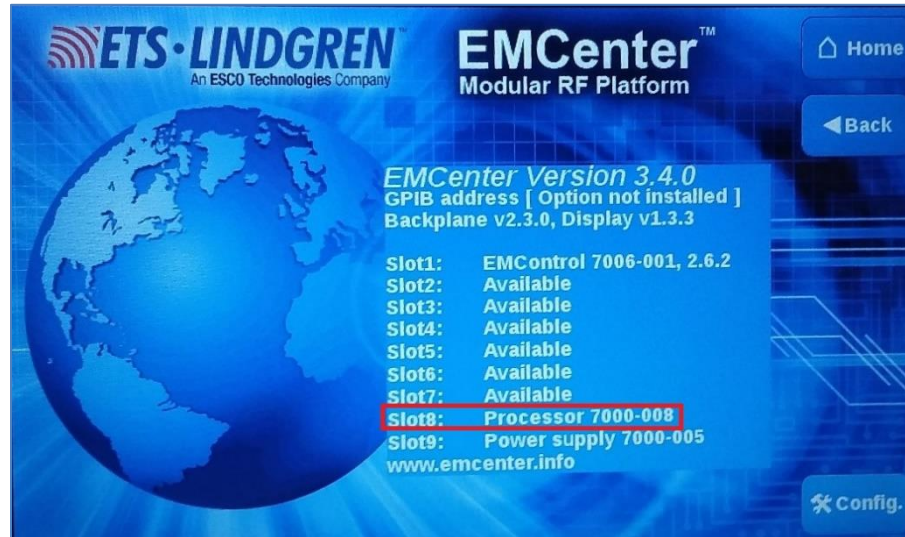 ETS·LINDGREN™
An ESCO Technologies Company
EMCenter™
Modular RF Platform
Home
Back
EMCenter Version 3.4.0
GPIB address [ Option not installed ]
Backplane v2.3.0, Display v1.3.3
Slot1: EMControl 7006-001, 2.6.2
Slot2: Available
Slot3: Available
Slot4: Available
Slot5: Available
Slot6: Available
Slot7: Available
Slot8: Processor 7000-008
Slot9: Power supply 7000-005
www.emcenter.info
Config.